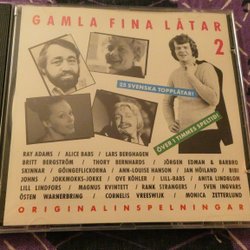 GAMLA FINA LÅTAR
2
25 SVENSKA TOPPLÅTAR!
ÖVER 1 TIMMES SPELTID!
RAY ADAMS / ALICE BABS / LARS BERGHAGEN
BRITT BERGSTRÖM / THORY BERNHARDS / JÖRGEN EDMAN & BARBRO
SKINNAR / GÖINGEFLICKORNA / ANN-LOUISE HANSON / JAN HÖILAND / BIBI
JOHNS / JOKKMOKKS-JOKKE / OVE KÖHLER / LILL-BABS / ANITA LINDBLOM
LILL LINDFORS / MAGNUS KVINTETT / RANK STRANGERS / SVEN INGVARS
ÖSTEN WARNERBRING / CORNELIS VREESWIJK / MONICA ZETTERLUND
ORIGINALINSPELNINGAR